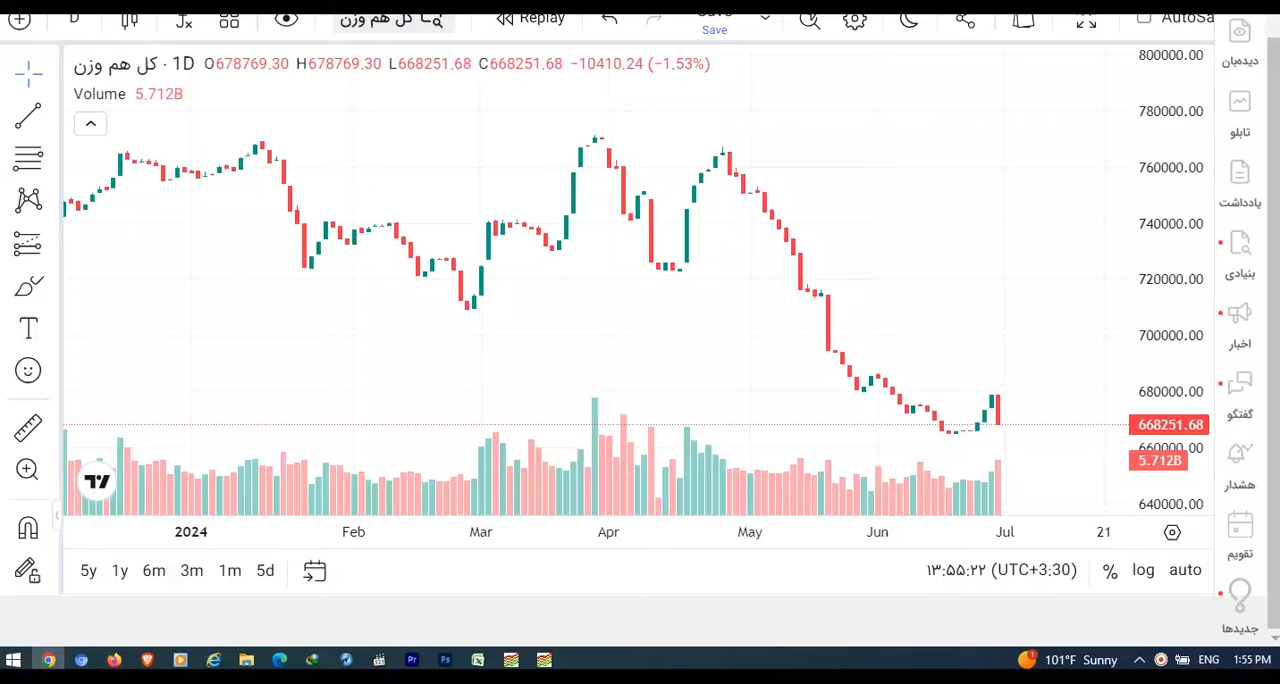 D
کل هم وزن
Replay
Save
Save
AutoSa
کل هم وزن · 1D O678769.30 H678769.30 L668251.68 C668251.68 −10410.24 (−1.53%)
Volume 5.712B
800000.00
780000.00
760000.00
740000.00
720000.00
700000.00
680000.00
668251.68
660000.00
5.712B
640000.00
دیده‌بان
تابلو
یادداشت
بنیادی
اخبار
گفتگو
هشدار
تقویم
جدیدها
2024 Feb Mar Apr May Jun Jul 21
5y 1y 6m 3m 1m 5d
۱۳:۵۵:۲۲ (UTC+3:30) % log auto
101°F Sunny ENG 1:55 PM